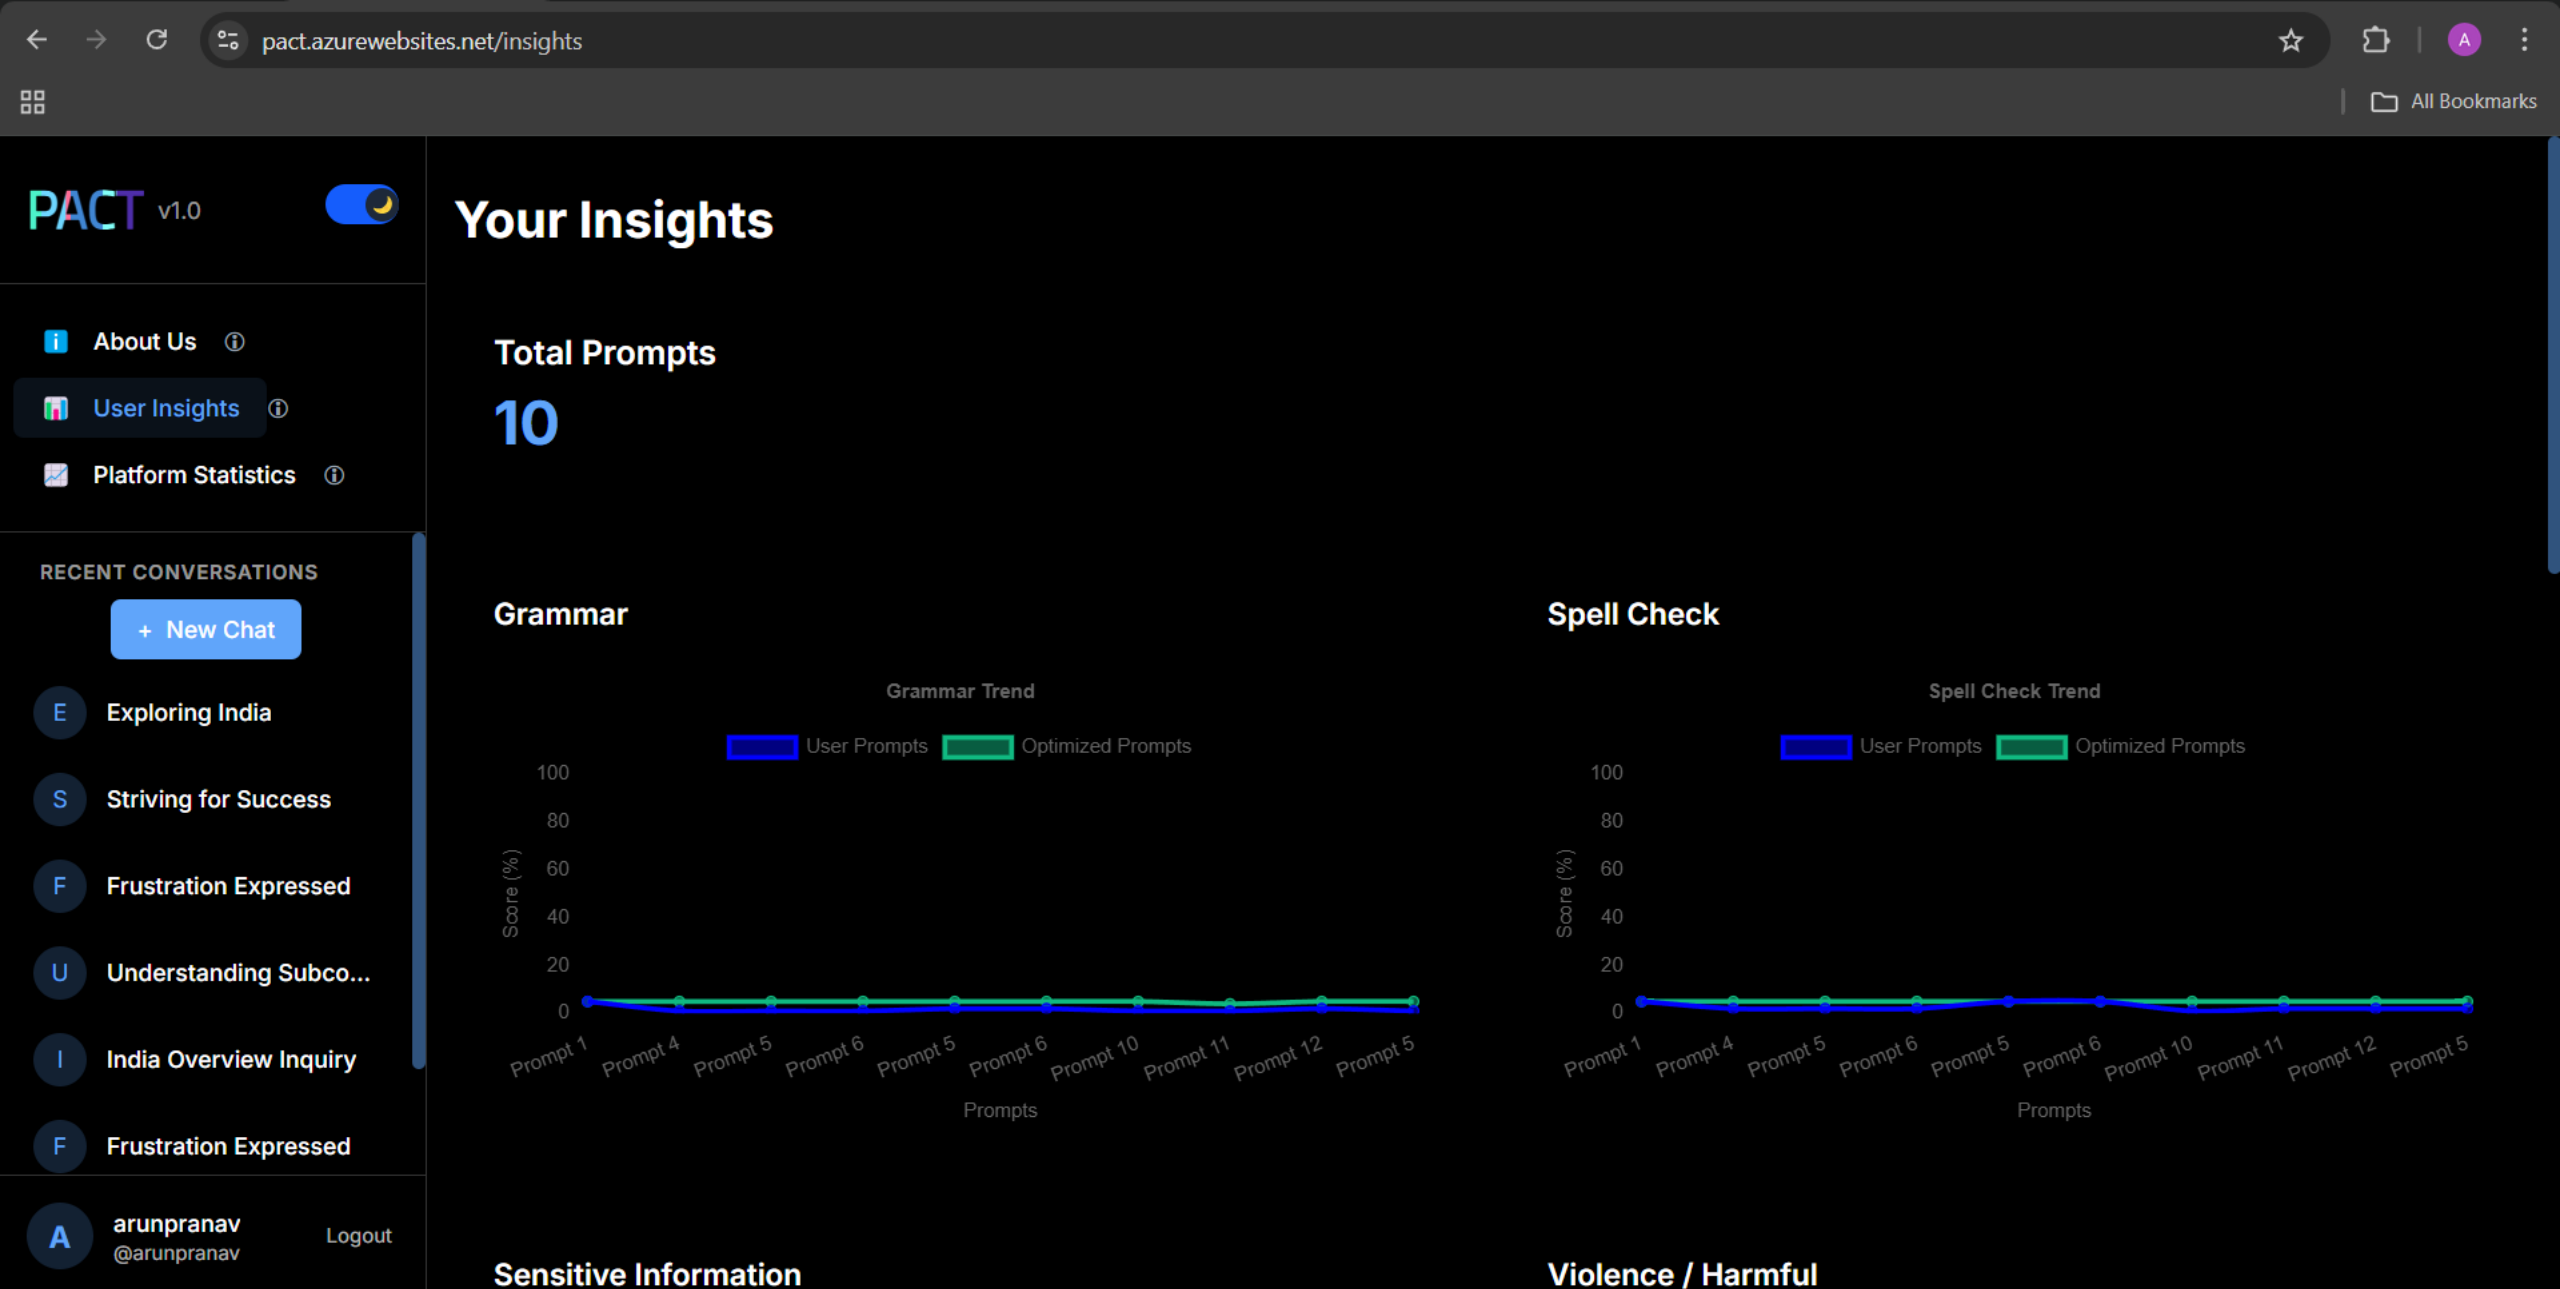 pact.azurewebsites.net/insights
A
All Bookmarks
PACT v1.0
About Us
User Insights
Platform Statistics
RECENT CONVERSATIONS
+ New Chat
E Exploring India
S Striving for Success
F Frustration Expressed
U Understanding Subco...
I India Overview Inquiry
F Frustration Expressed
A arunpranav
@arunpranav
Logout
Your Insights
Total Prompts
10
Grammar
Grammar Trend
User Prompts Optimized Prompts
100
80
60
40
20
0
Score (%)
Prompt 1 Prompt 4 Prompt 5 Prompt 6 Prompt 5 Prompt 6 Prompt 10 Prompt 11 Prompt 12 Prompt 5
Prompts
Spell Check
Spell Check Trend
User Prompts Optimized Prompts
100
80
60
40
20
0
Score (%)
Prompt 1 Prompt 4 Prompt 5 Prompt 6 Prompt 5 Prompt 6 Prompt 10 Prompt 11 Prompt 12 Prompt 5
Prompts
Sensitive Information
Violence / Harmful